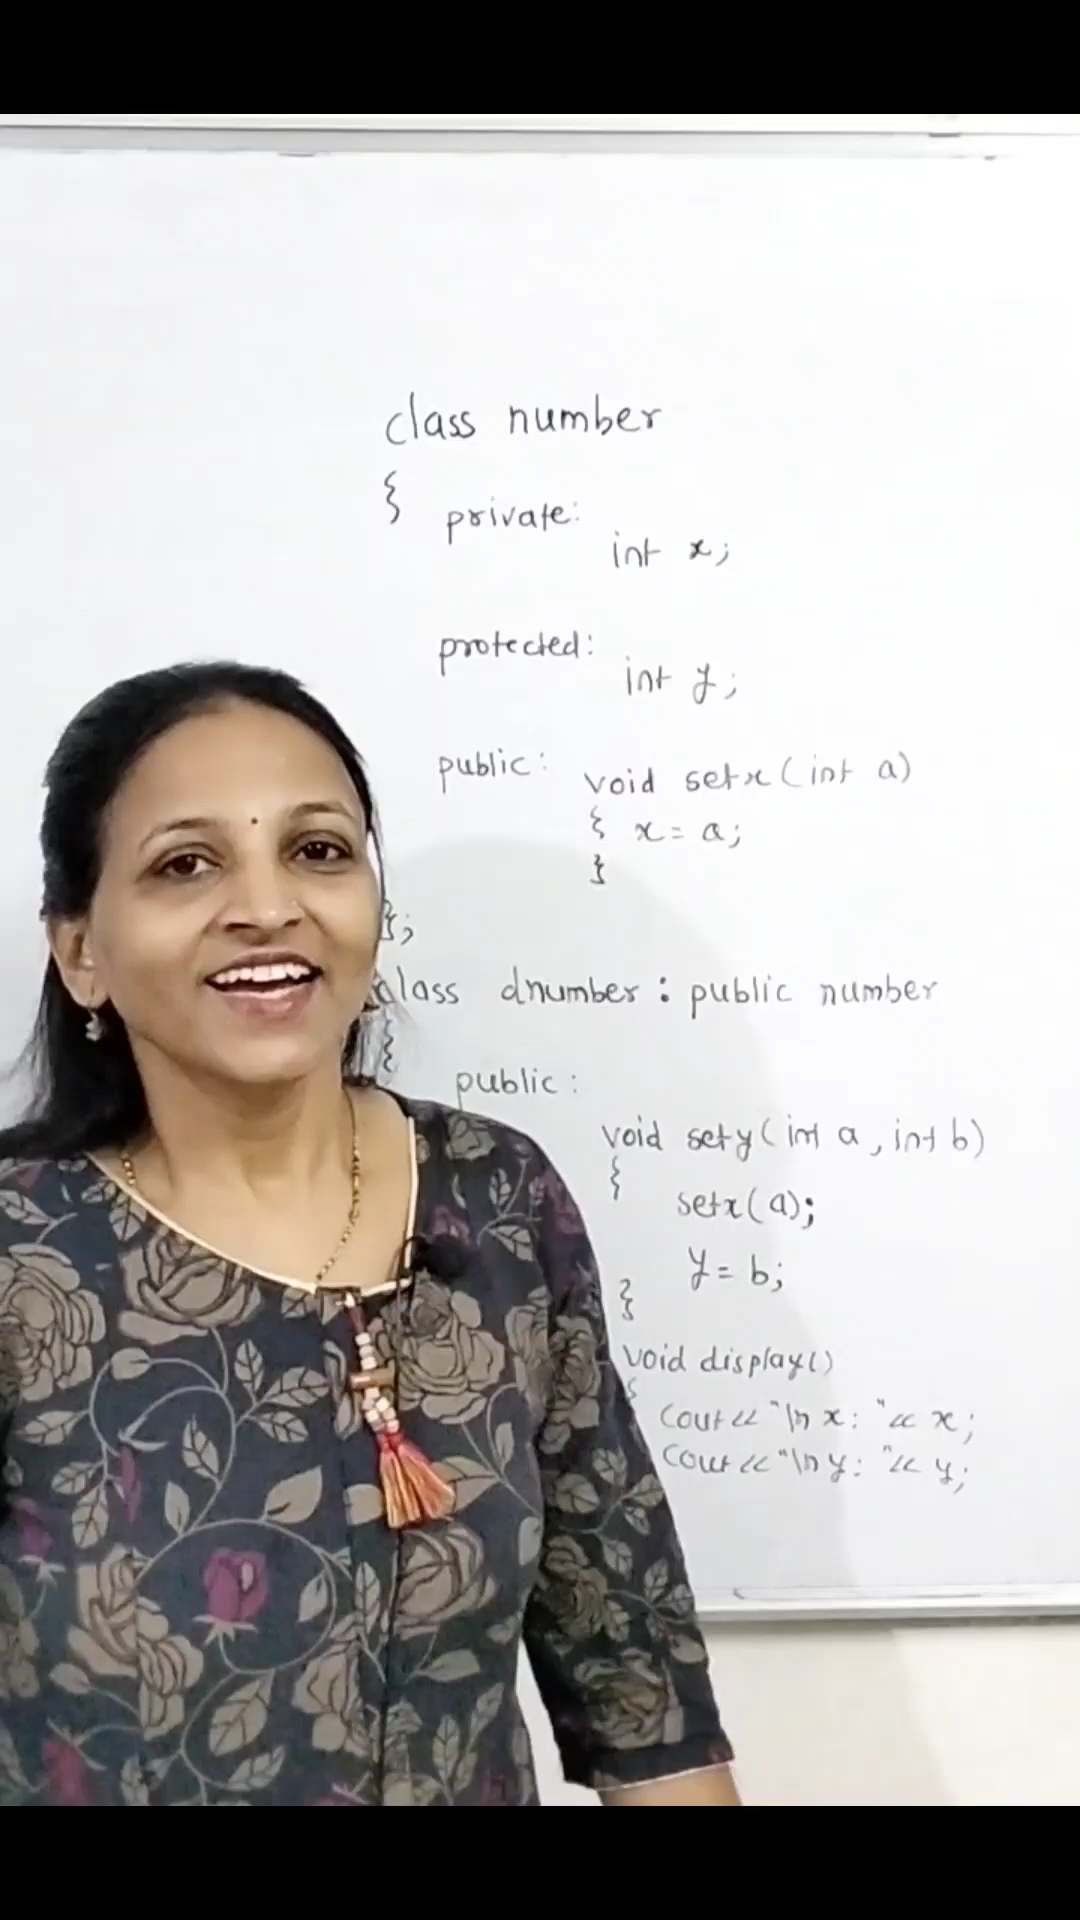 class number
{ private:
int x;
protected:
int y;
public: void setx(int a)
{ x = a;
}
};
class dnumber : public number
{
public:
void sety(int a, int b)
{
setx(a);
y = b;
}
void display()
{
cout << "\n x: " << x;
cout << "\n y: " << y;